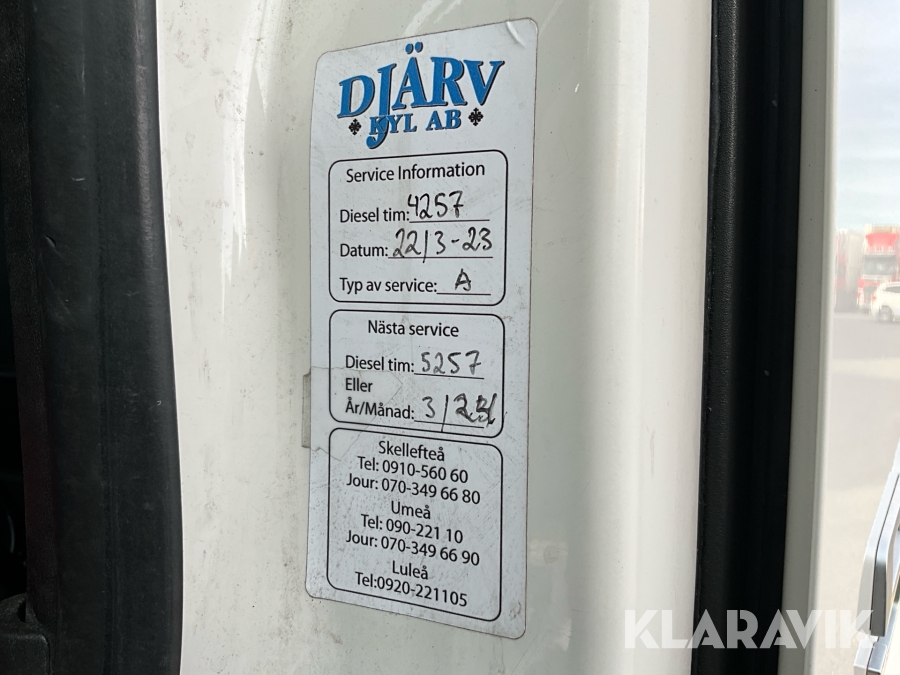 DJÄRV
KYL AB
Service Information
Diesel tim: 4257
Datum: 22/3-23
Typ av service: A
Nästa service
Diesel tim: 5257
Eller
År/Månad: 3/24
Skellefteå
Tel: 0910-560 60
Jour: 070-349 66 80
Umeå
Tel: 090-221 10
Jour: 070-349 66 90
Luleå
Tel:0920-221105
KLARAVIK